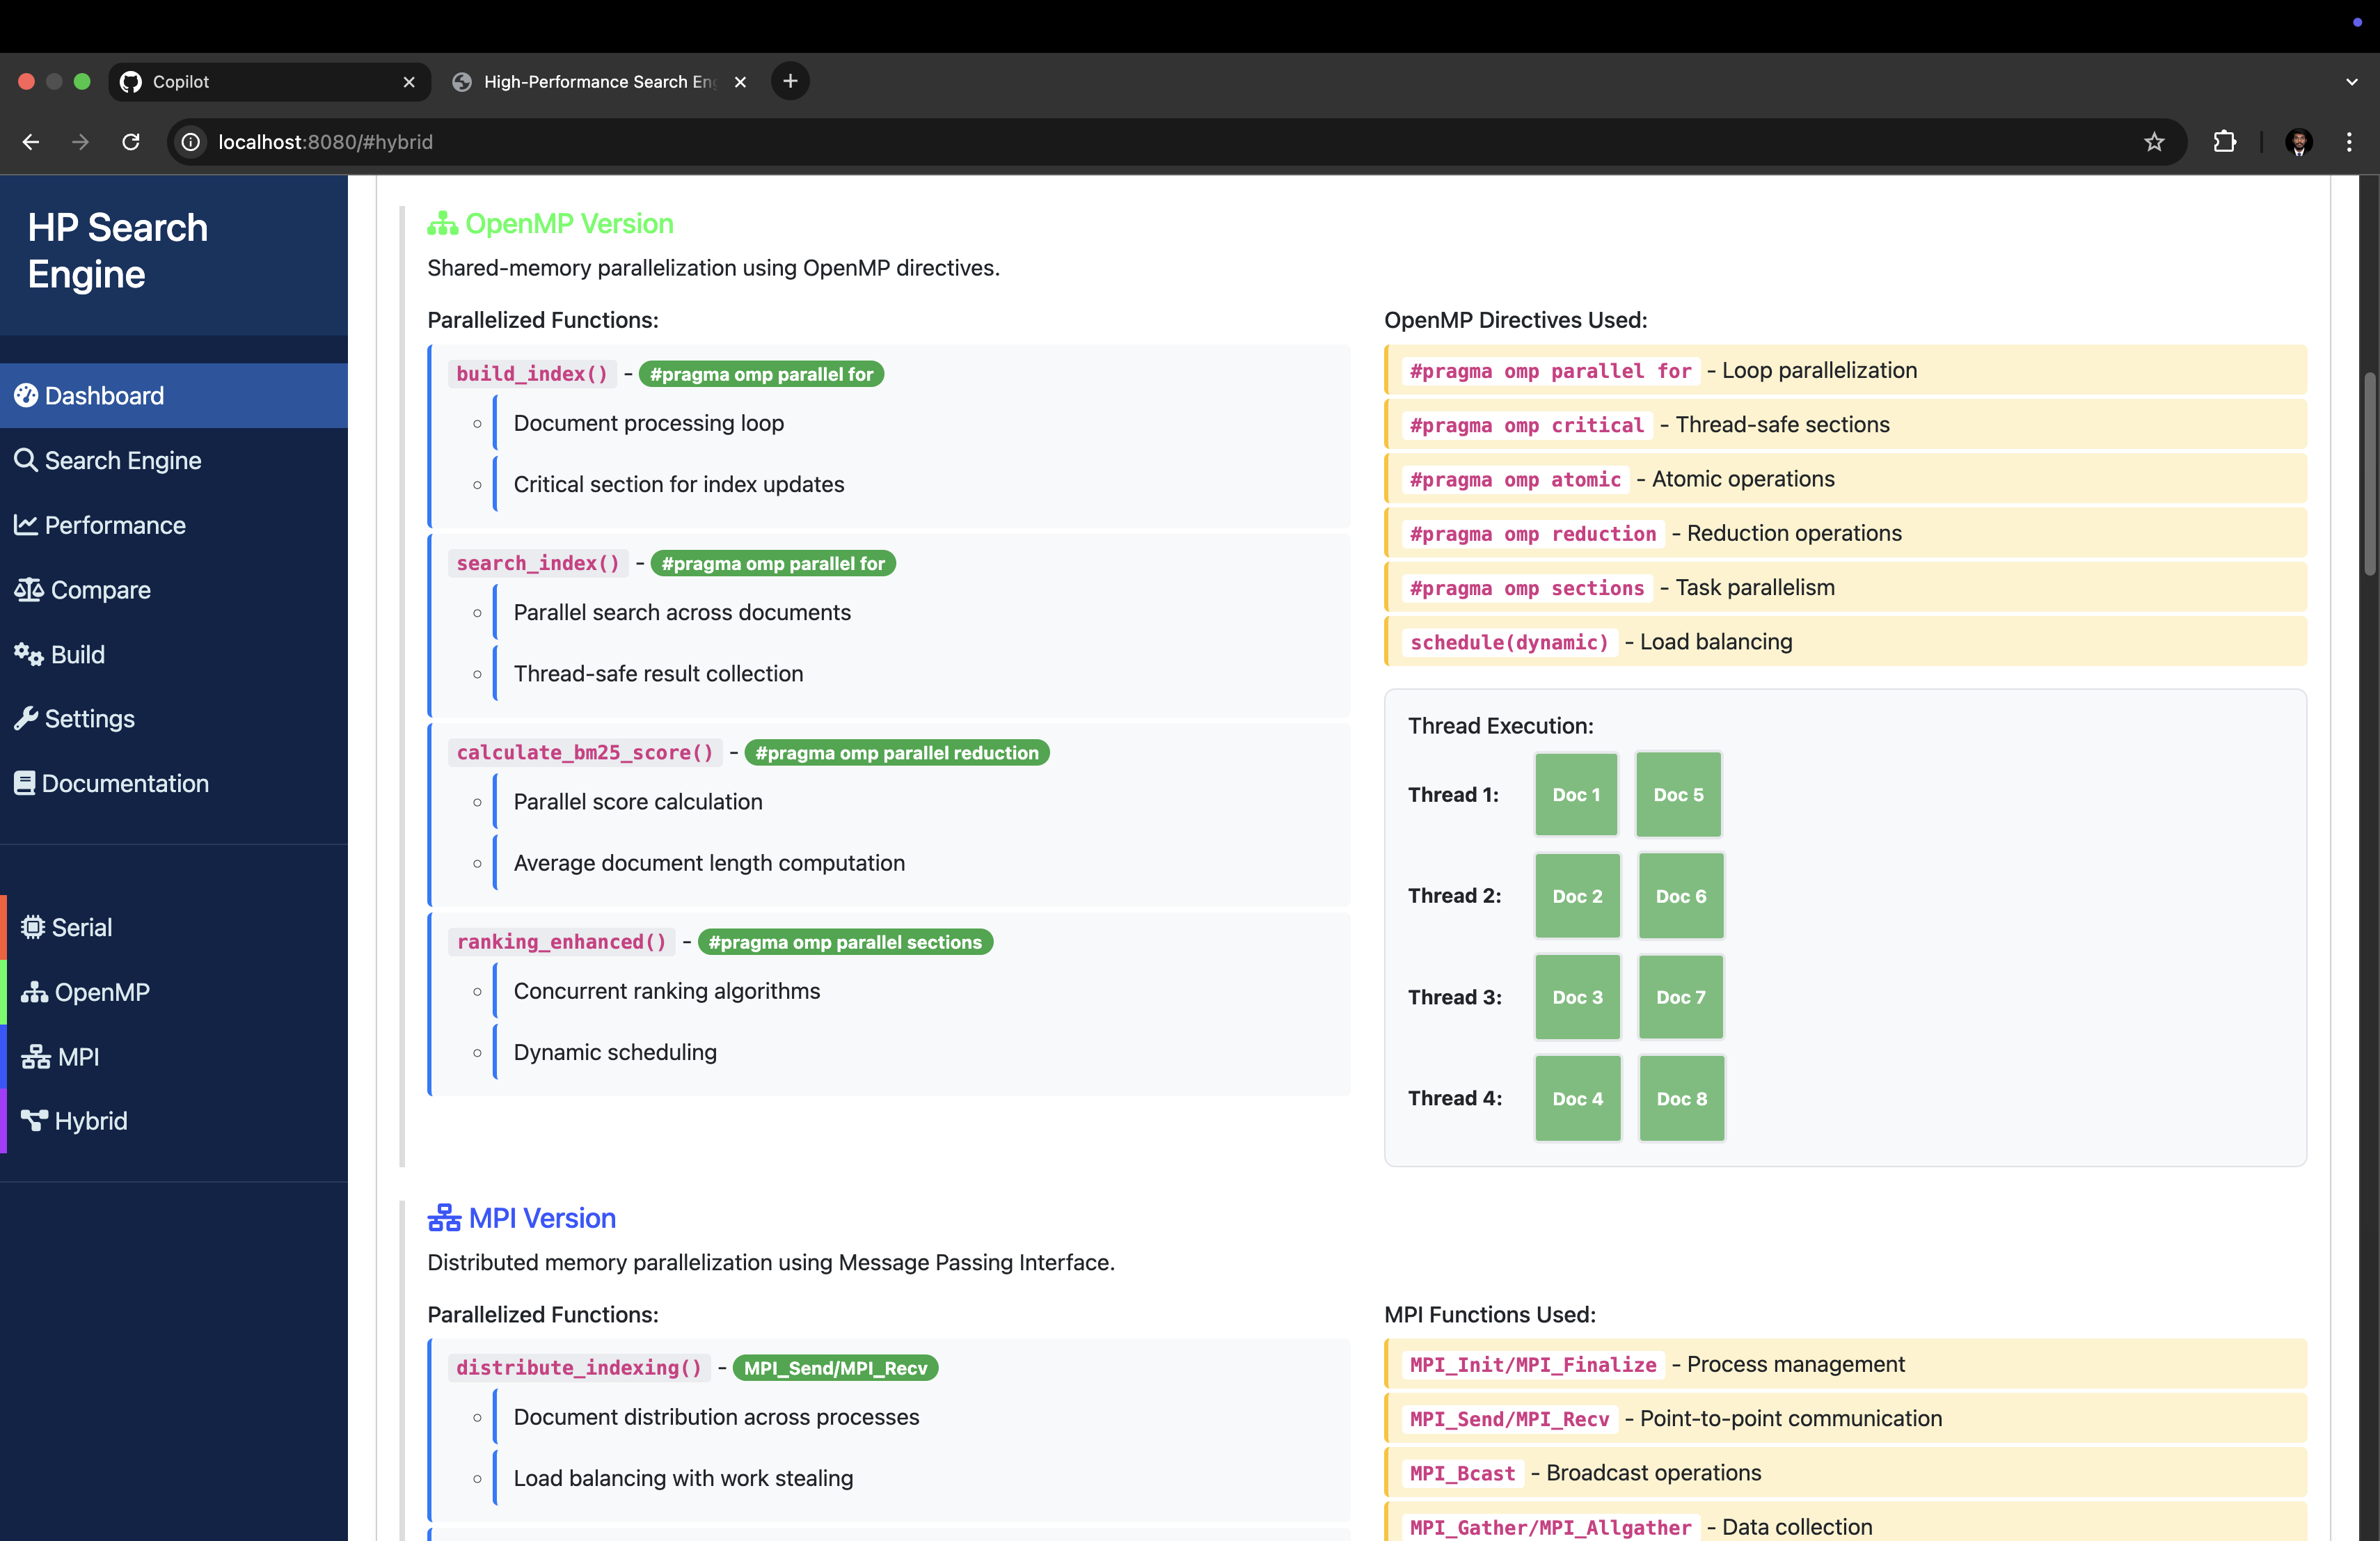 Copilot
High-Performance Search En
localhost:8080/#hybrid
HP Search
Engine
Dashboard
Search Engine
Performance
Compare
Build
Settings
Documentation
Serial
OpenMP
MPI
Hybrid
OpenMP Version
Shared-memory parallelization using OpenMP directives.
Parallelized Functions:
build_index() - #pragma omp parallel for
Document processing loop
Critical section for index updates
search_index() - #pragma omp parallel for
Parallel search across documents
Thread-safe result collection
calculate_bm25_score() - #pragma omp parallel reduction
Parallel score calculation
Average document length computation
ranking_enhanced() - #pragma omp parallel sections
Concurrent ranking algorithms
Dynamic scheduling
OpenMP Directives Used:
#pragma omp parallel for - Loop parallelization
#pragma omp critical - Thread-safe sections
#pragma omp atomic - Atomic operations
#pragma omp reduction - Reduction operations
#pragma omp sections - Task parallelism
schedule(dynamic) - Load balancing
Thread Execution:
Thread 1: Doc 1 Doc 5
Thread 2: Doc 2 Doc 6
Thread 3: Doc 3 Doc 7
Thread 4: Doc 4 Doc 8
MPI Version
Distributed memory parallelization using Message Passing Interface.
Parallelized Functions:
distribute_indexing() - MPI_Send/MPI_Recv
Document distribution across processes
Load balancing with work stealing
MPI Functions Used:
MPI_Init/MPI_Finalize - Process management
MPI_Send/MPI_Recv - Point-to-point communication
MPI_Bcast - Broadcast operations
MPI_Gather/MPI_Allgather - Data collection